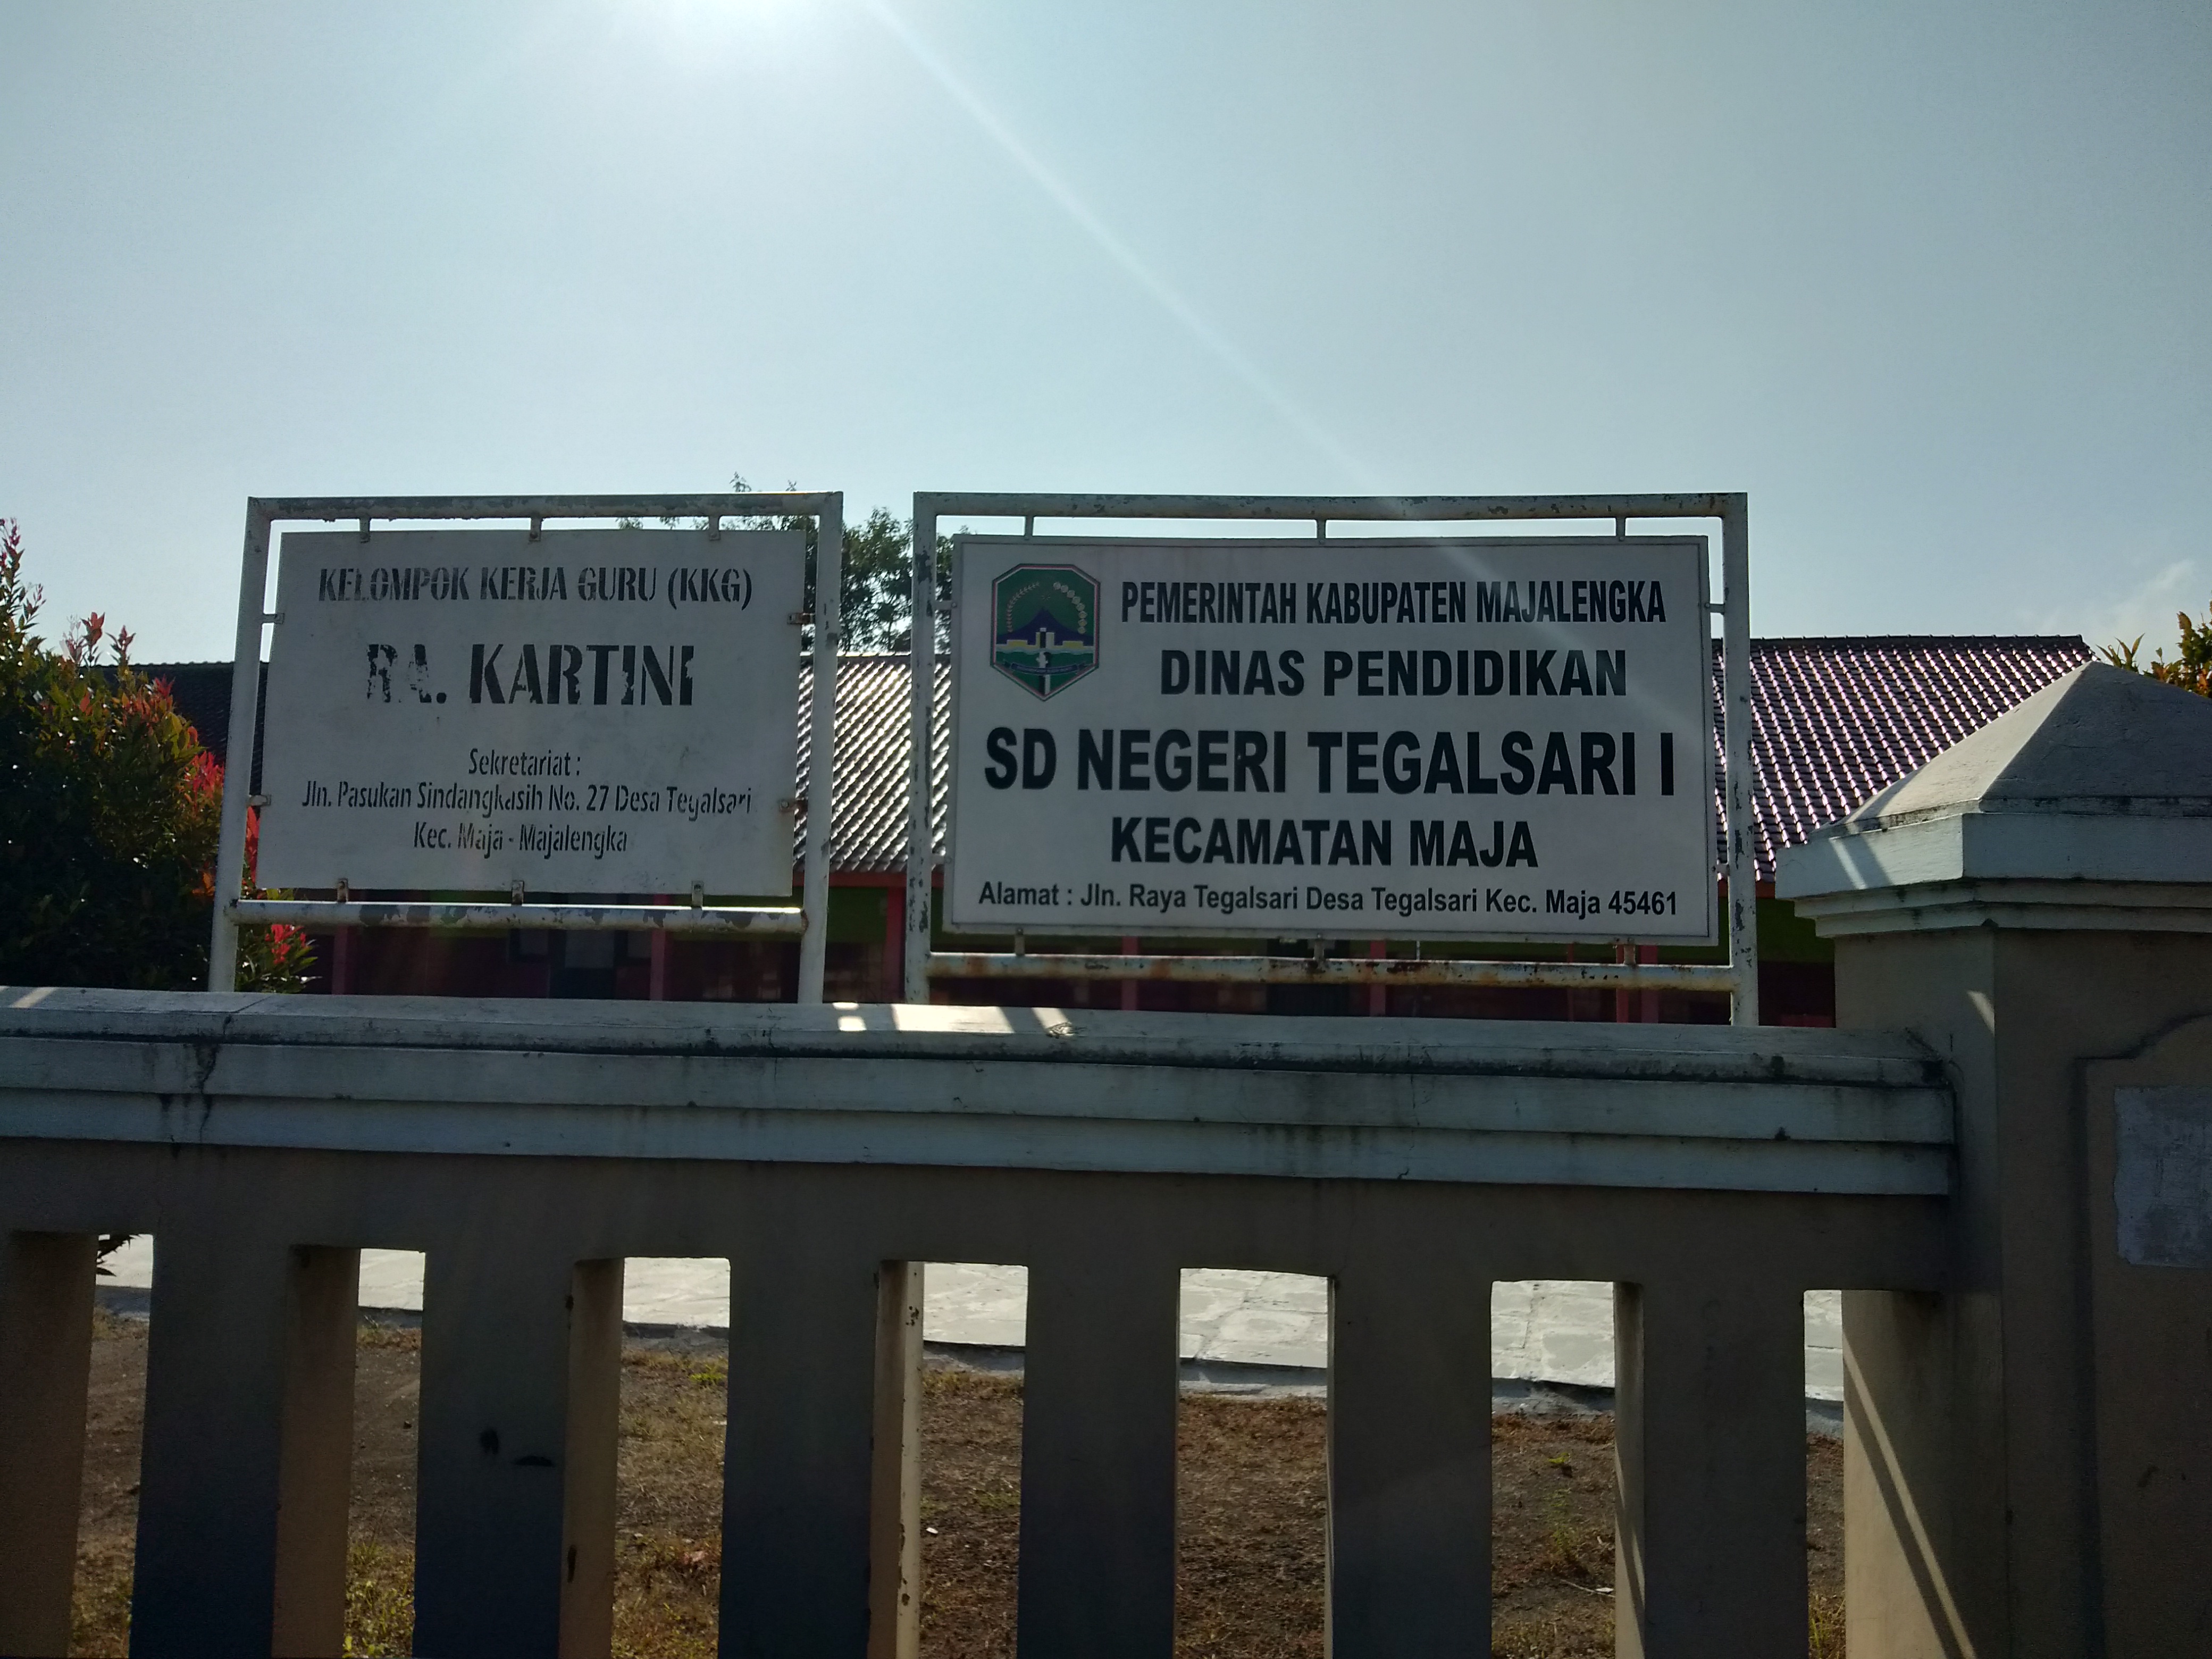 KELOMPOK KERJA GURU (KKG)
RA. KARTINI
Sekretariat :
Jln. Pasukan Sindangkasih No. 27 Desa Tegalsari
Kec. Maja - Majalengka
PEMERINTAH KABUPATEN MAJALENGKA
DINAS PENDIDIKAN
SD NEGERI TEGALSARI I
KECAMATAN MAJA
Alamat : Jln. Raya Tegalsari Desa Tegalsari Kec. Maja 45461